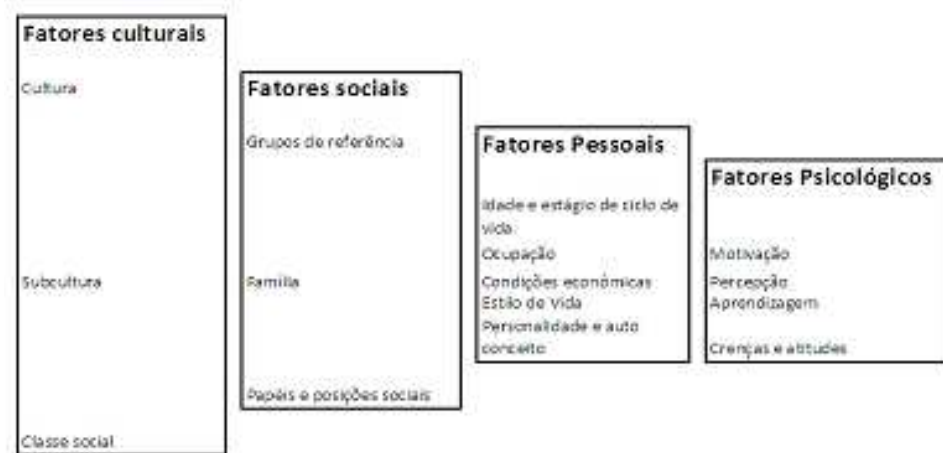 Fatores culturais
Cultura
Subcultura
Classe social
Fatores sociais
Grupos de referência
Família
Papéis e posições sociais
Fatores Pessoais
Idade e estágio de ciclo de
vida
Ocupação
Condições econômicas
Estilo de Vida
Personalidade e auto
conceito
Fatores Psicológicos
Motivação
Percepção
Aprendizagem
Crenças e atitudes